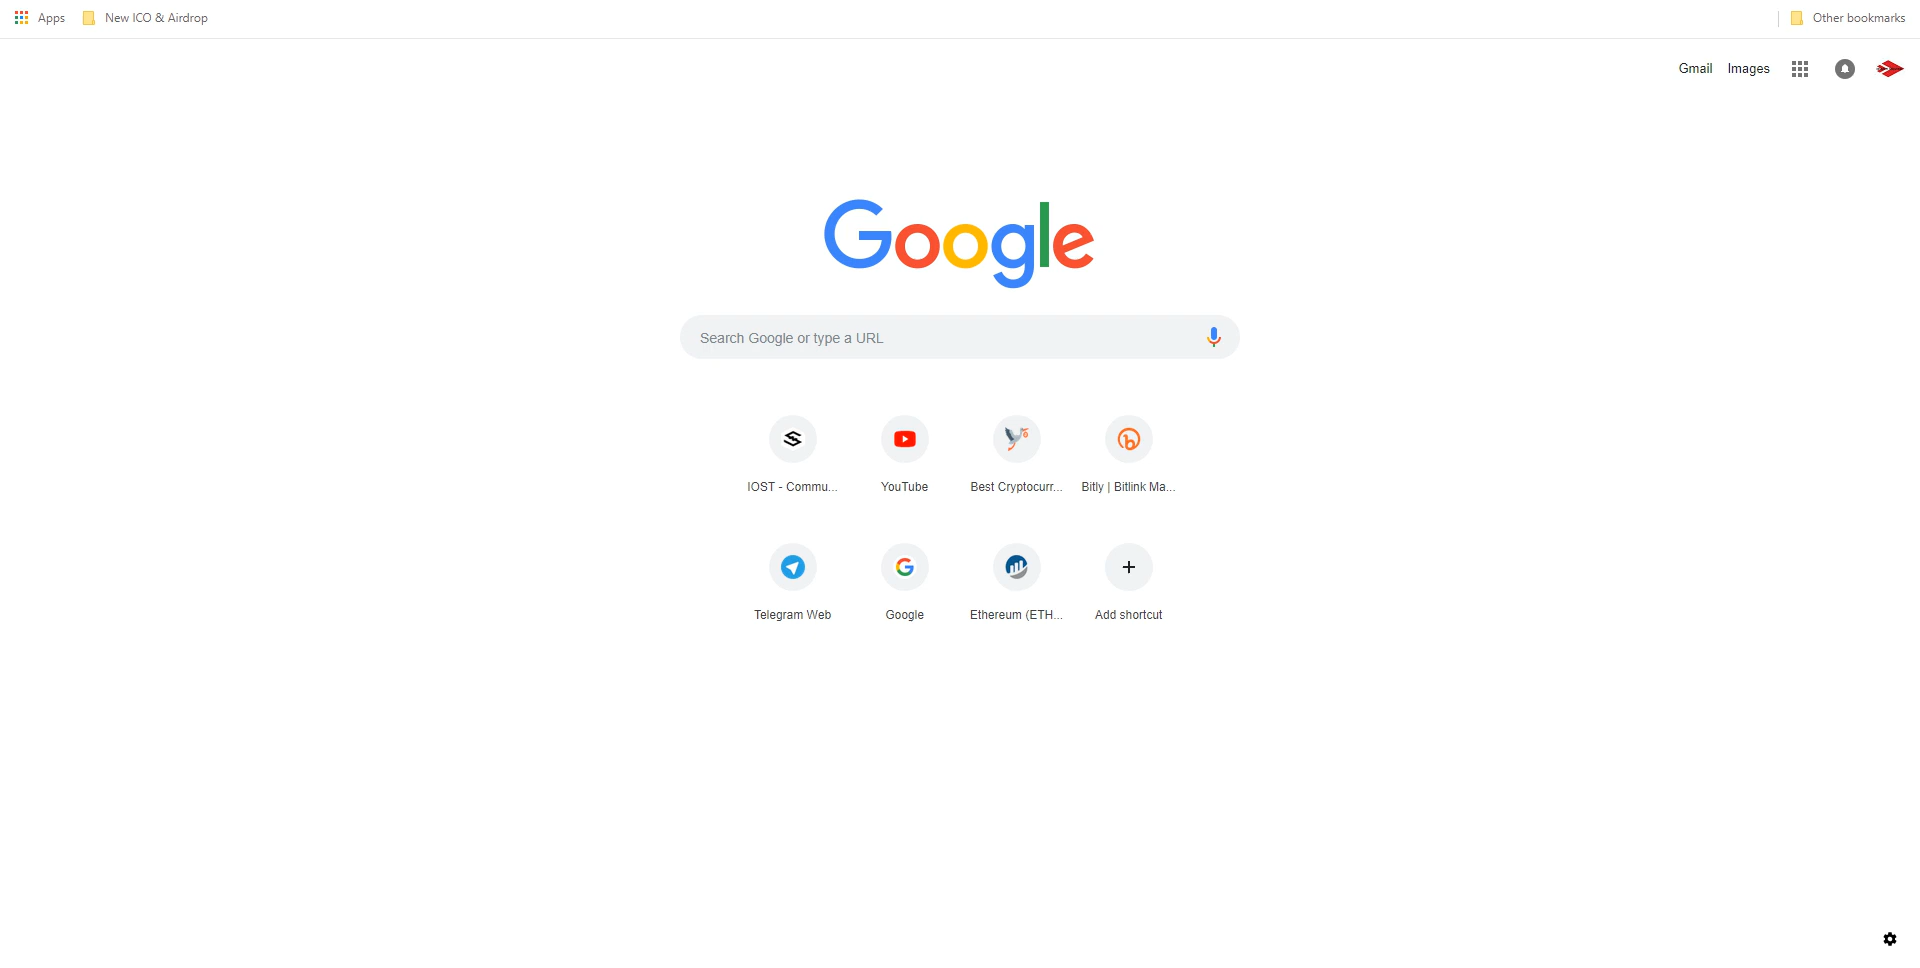 Apps New ICO & Airdrop Other bookmarks
Gmail Images
Google
Search Google or type a URL
IOST - Commu... YouTube Best Cryptocurr... Bitly | Bitlink Ma...
Telegram Web Google Ethereum (ETH... Add shortcut